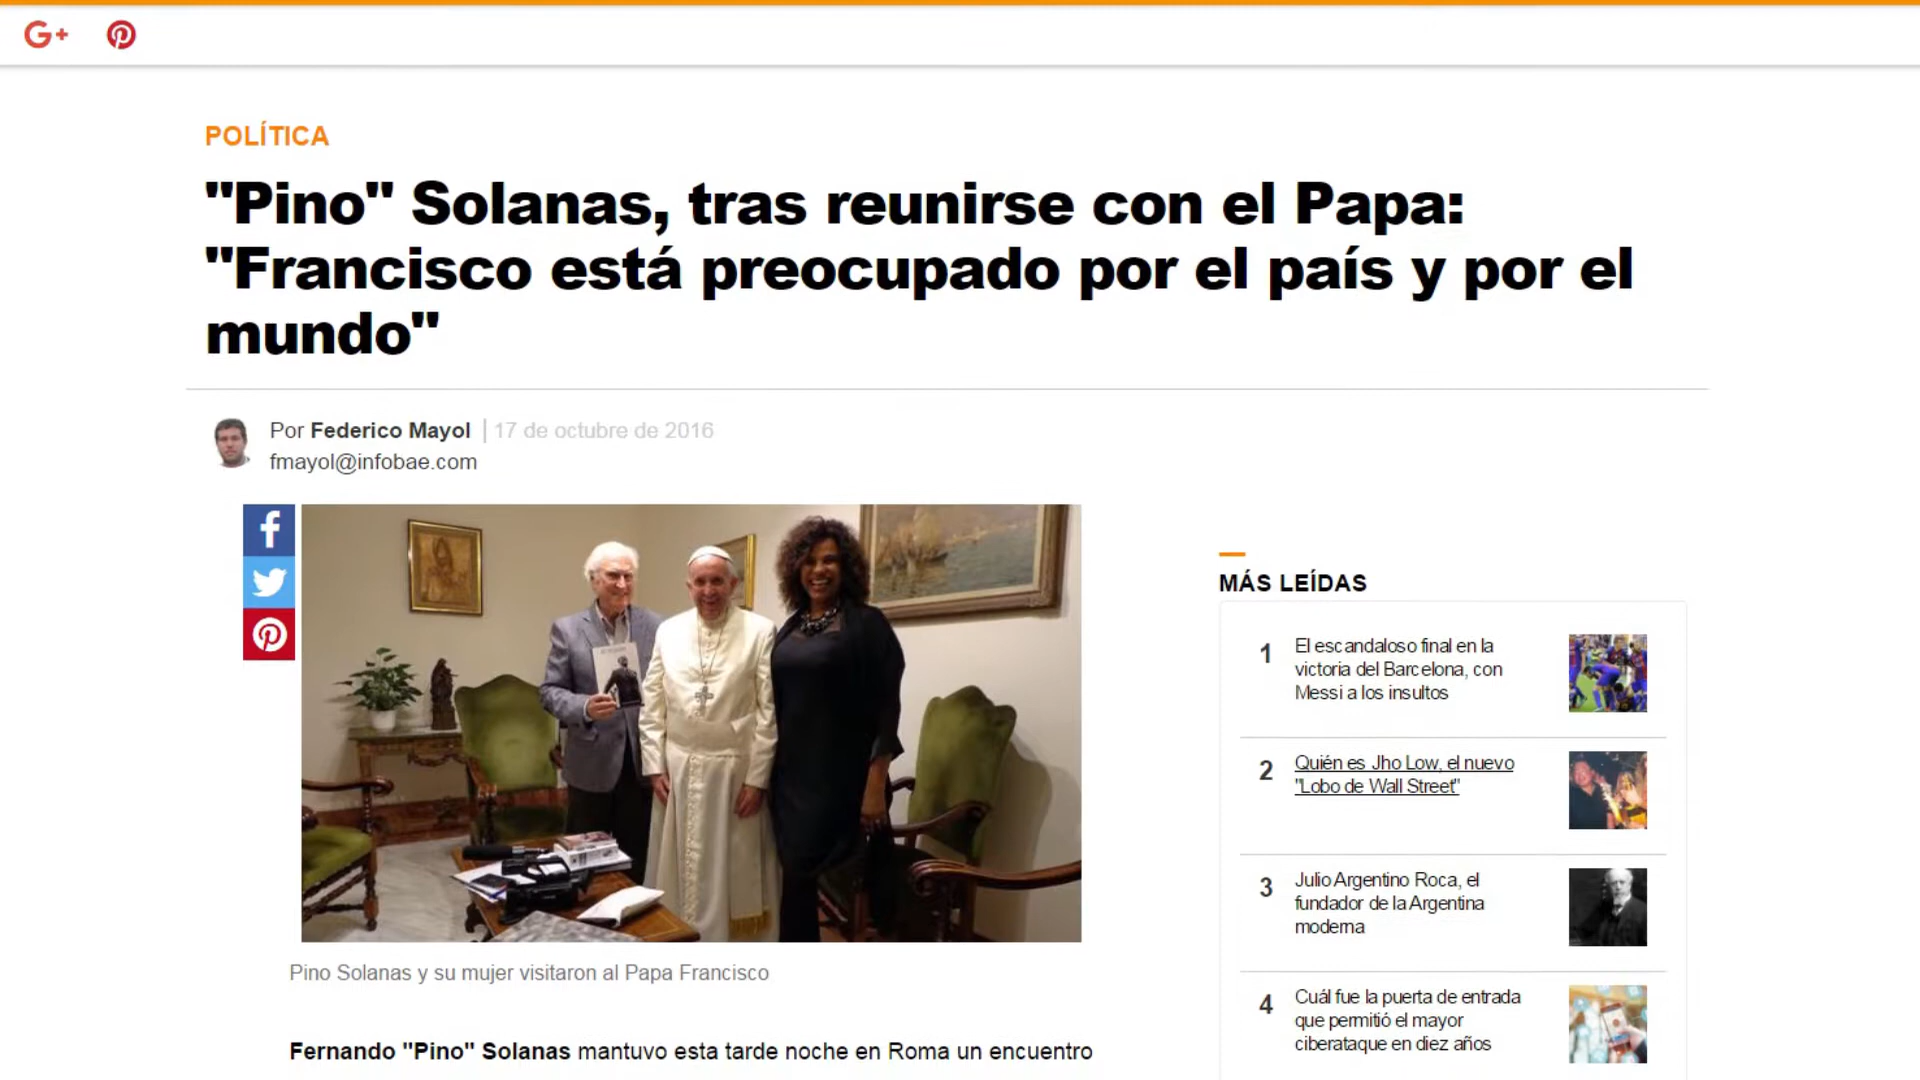 G+
POLÍTICA
"Pino" Solanas, tras reunirse con el Papa:
"Francisco está preocupado por el país y por el
mundo"
Por Federico Mayol | 17 de octubre de 2016
fmayol@infobae.com
Pino Solanas y su mujer visitaron al Papa Francisco
Fernando "Pino" Solanas mantuvo esta tarde noche en Roma un encuentro
MÁS LEÍDAS
1
El escandaloso final en la
victoria del Barcelona, con
Messi a los insultos
2
Quién es Jho Low, el nuevo
"Lobo de Wall Street"
3
Julio Argentino Roca, el
fundador de la Argentina
moderna
4
Cuál fue la puerta de entrada
que permitió el mayor
ciberataque en diez años